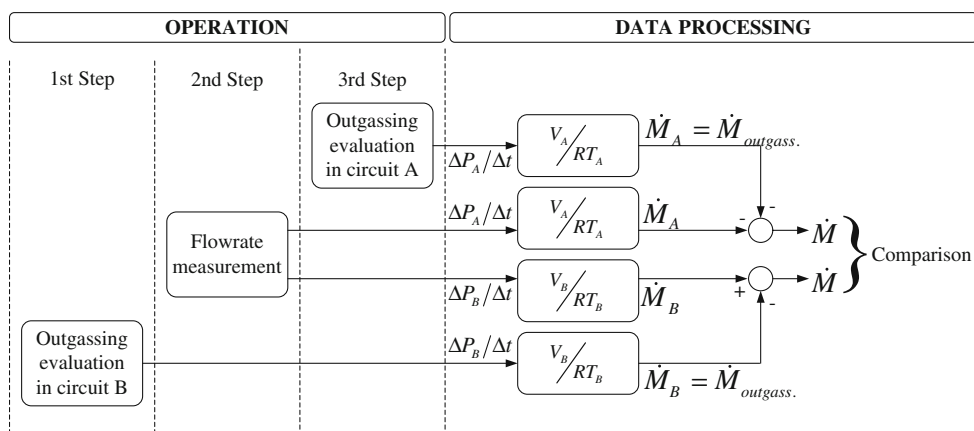 OPERATION
DATA PROCESSING
1st Step
2nd Step
3rd Step
Outgassing
evaluation
in circuit A
ΔP_A/Δt
V_A/RT_A
Ṁ_A = Ṁ_outgass.
-
Flowrate
measurement
ΔP_A/Δt
V_A/RT_A
Ṁ_A
-
Ṁ
ΔP_B/Δt
V_B/RT_B
Ṁ_B
+
-
Ṁ
} Comparison
Outgassing
evaluation
in circuit B
ΔP_B/Δt
V_B/RT_B
Ṁ_B = Ṁ_outgass.